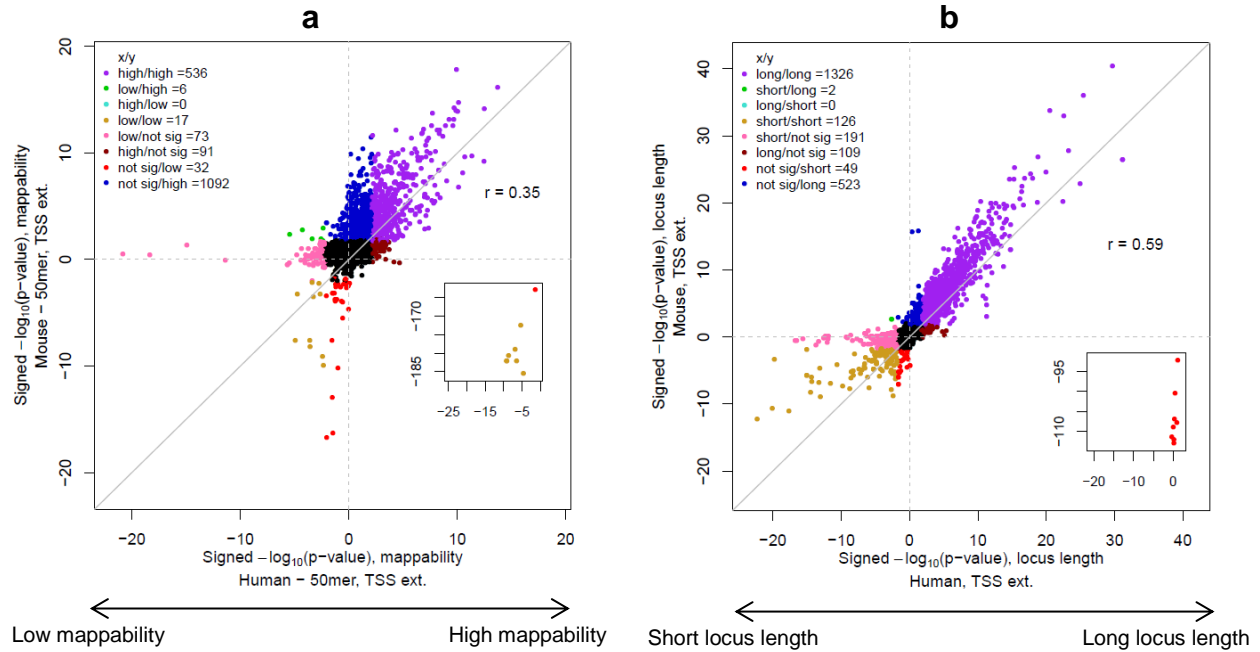 a
20
10
0
−10
−20
Signed −log10(p−value), mappability
Mouse − 50mer, TSS ext.
x/y
high/high =536
low/high =6
high/low =0
low/low =17
low/not sig =73
high/not sig =91
not sig/low =32
not sig/high =1092
r = 0.35
−170
−185
−25
−15
−5
−20
−10
0
10
20
Signed −log10(p−value), mappability
Human − 50mer, TSS ext.
Low mappability
High mappability
b
40
30
20
10
0
−10
−20
Signed −log10(p−value), locus length
Mouse, TSS ext.
x/y
long/long =1326
short/long =2
long/short =0
short/short =126
short/not sig =191
long/not sig =109
not sig/short =49
not sig/long =523
r = 0.59
−95
−110
−20
−10
0
−20
−10
0
10
20
30
40
Signed −log10(p−value), locus length
Human, TSS ext.
Short locus length
Long locus length